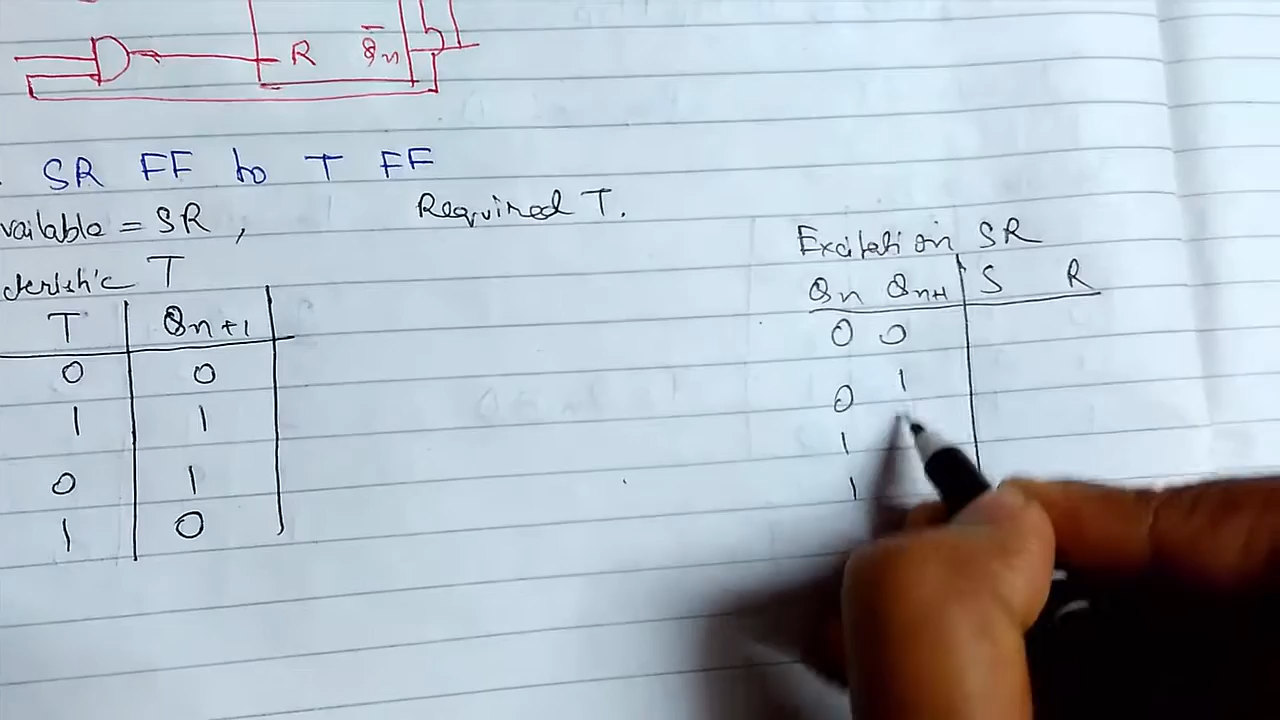 R Q̅n
SR FF to T FF
vailable = SR, Required T.
cteristic T
T Qn+1
0 0
1 1
0 1
1 0
Excitation SR
Qn Qn+1 S R
0 0
0 1
1
1